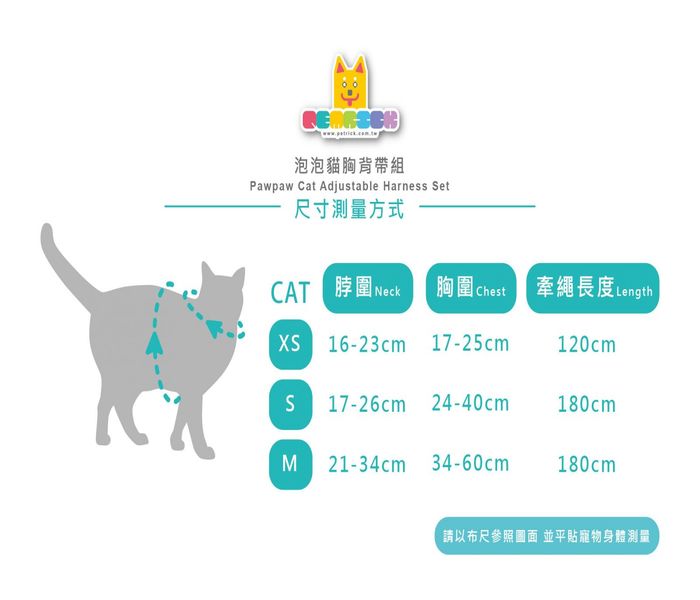 PETRICK
www.petrick.com.tw
泡泡貓胸背帶組
Pawpaw Cat Adjustable Harness Set
尺寸測量方式
CAT 脖圍Neck 胸圍Chest 牽繩長度Length
XS 16-23cm 17-25cm 120cm
S 17-26cm 24-40cm 180cm
M 21-34cm 34-60cm 180cm
請以布尺參照圖面 並平貼寵物身體測量